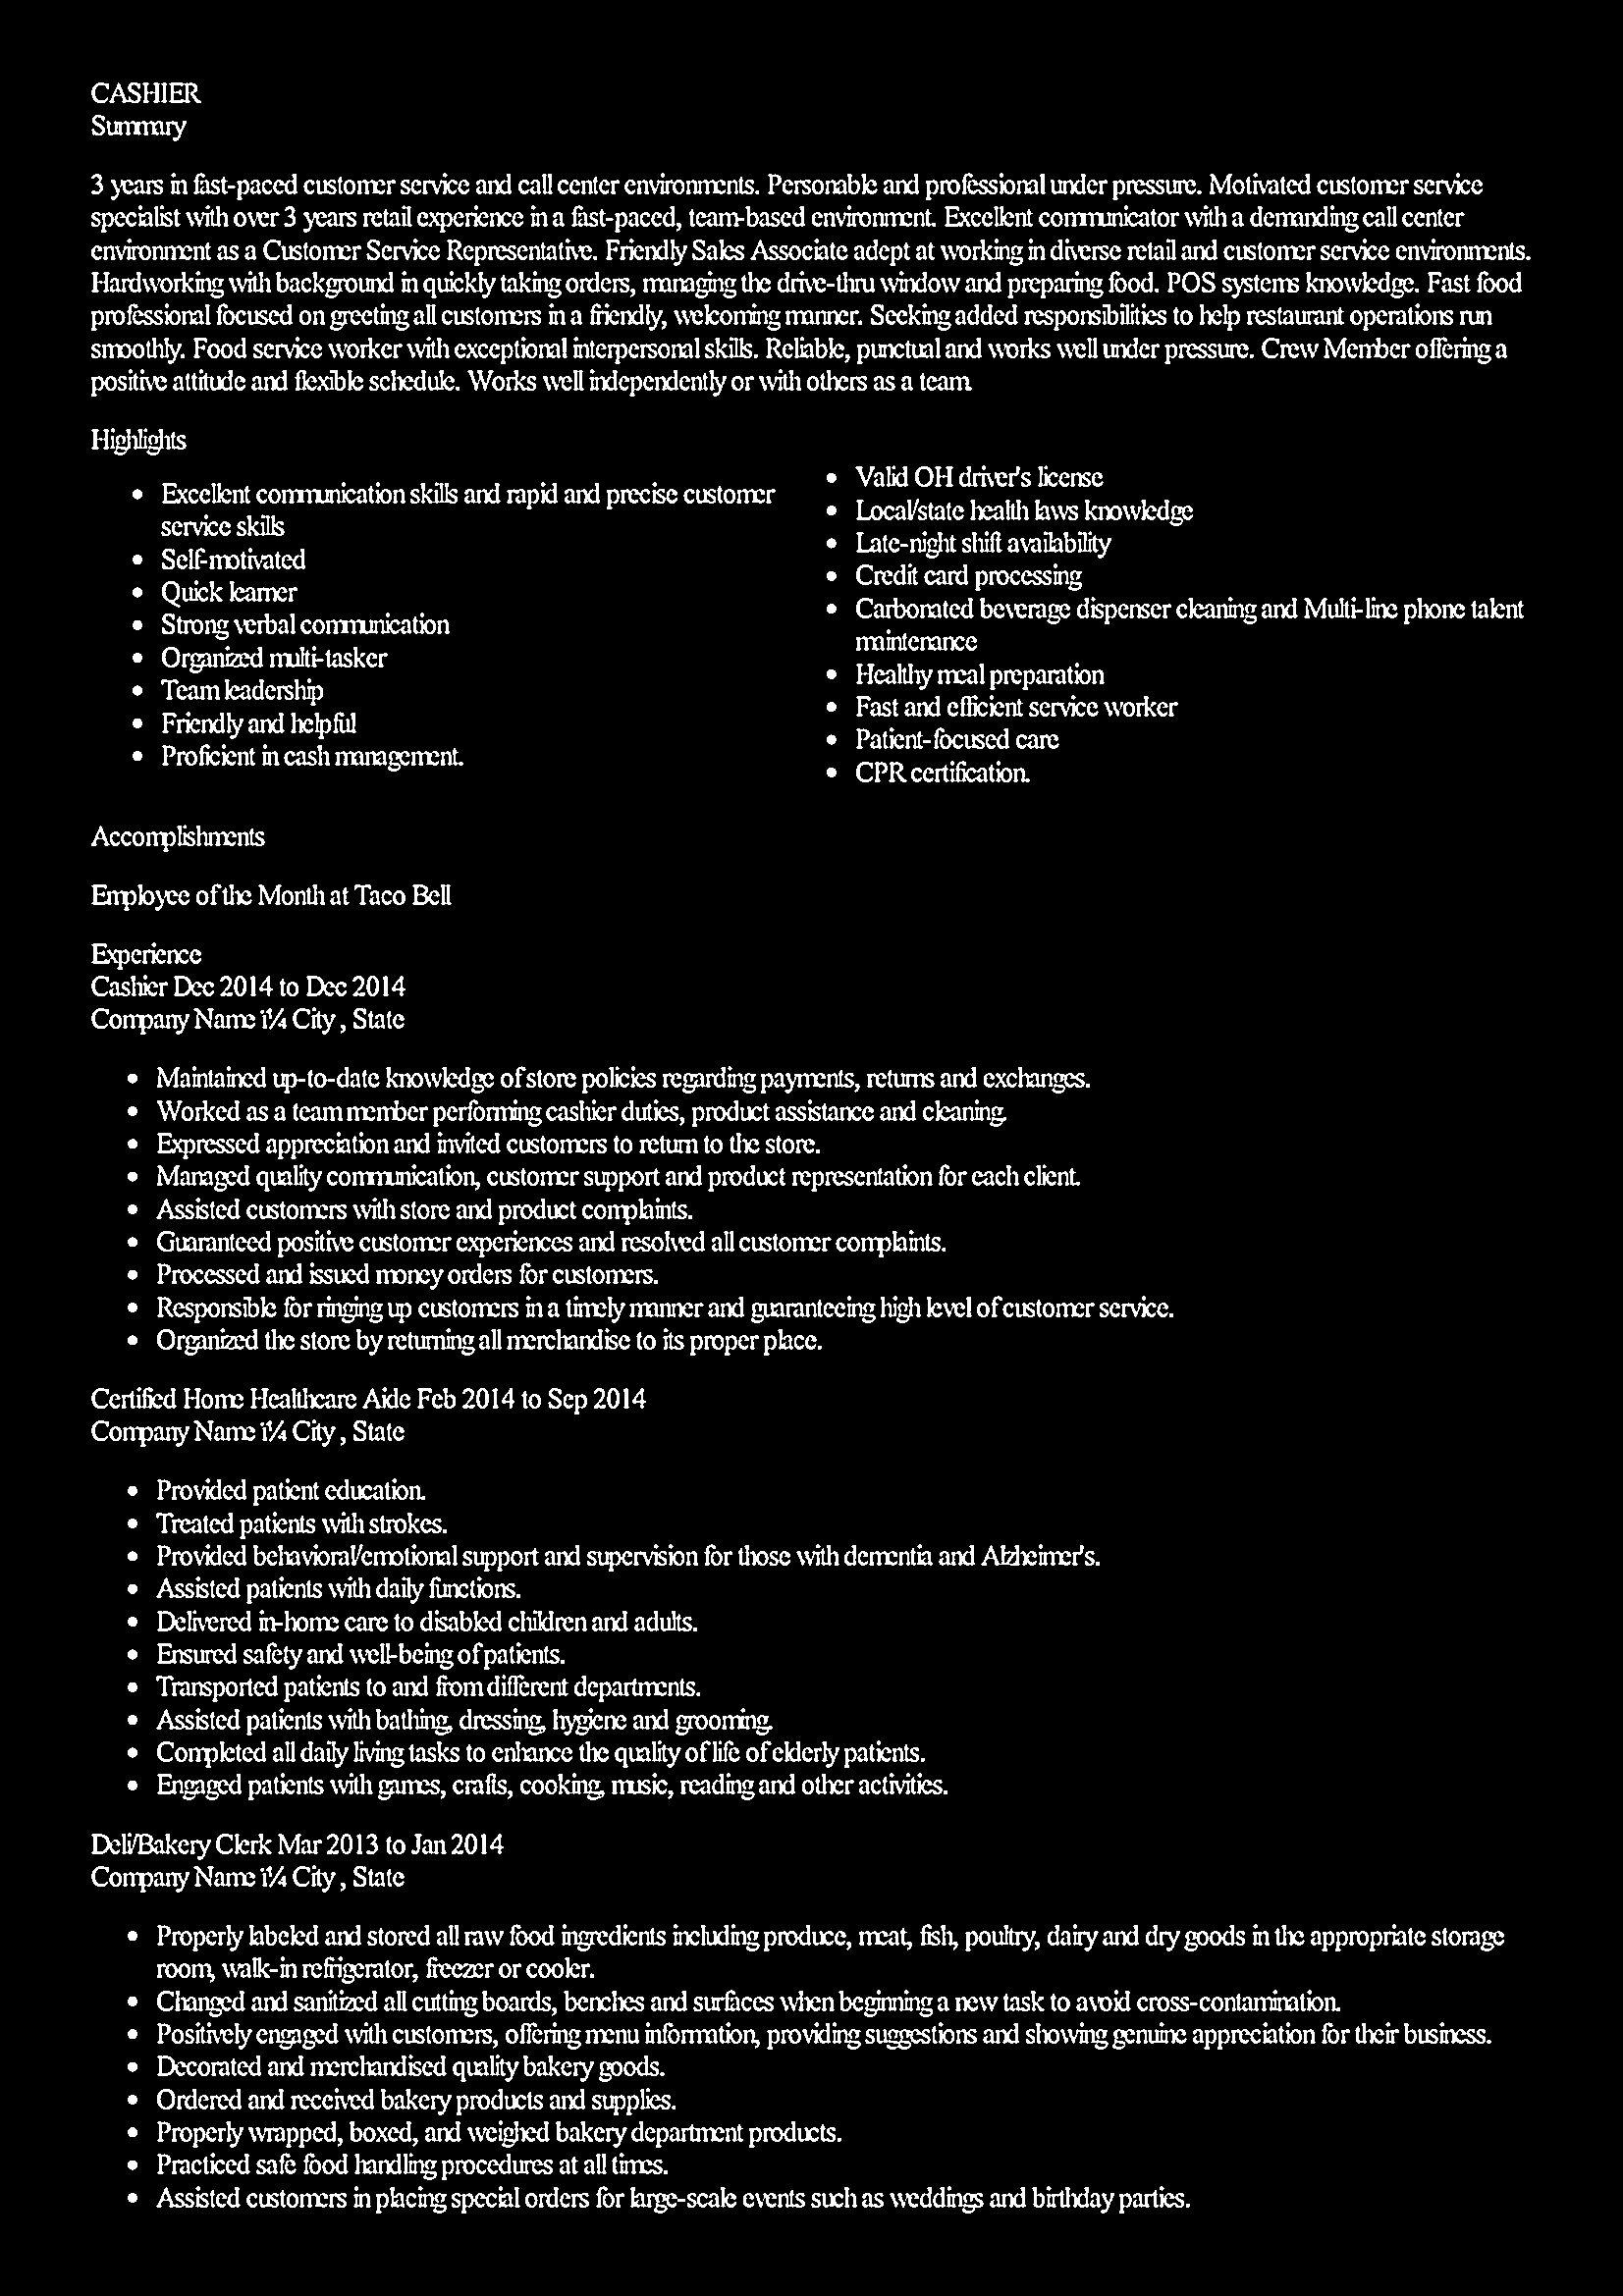 CASHIER
Summary
3 years in fast-paced customer service and call center environments. Personable and professional under pressure. Motivated customer service
specialist with over 3 years retail experience in a fast-paced, team-based environment. Excellent communicator with a demanding call center
environment as a Customer Service Representative. Friendly Sales Associate adept at working in diverse retail and customer service environments.
Hardworking with background in quickly taking orders, managing the drive-thru window and preparing food. POS systems knowledge. Fast food
professional focused on greeting all customers in a friendly, welcoming manner. Seeking added responsibilities to help restaurant operations run
smoothly. Food service worker with exceptional interpersonal skills. Reliable, punctual and works well under pressure. Crew Member offering a
positive attitude and flexible schedule. Works well independently or with others as a team.
Highlights
• Excellent communication skills and rapid and precise customer
service skills
• Self-motivated
• Quick learner
• Strong verbal communication
• Organized multi-tasker
• Team leadership
• Friendly and helpful
• Proficient in cash management.
• Valid OH driver's license
• Local/state health laws knowledge
• Late-night shift availability
• Credit card processing
• Carbonated beverage dispenser cleaning and Multi-line phone talent
maintenance
• Healthy meal preparation
• Fast and efficient service worker
• Patient-focused care
• CPR certification.
Accomplishments
Employee of the Month at Taco Bell
Experience
Cashier Dec 2014 to Dec 2014
Company Name ï¼ City , State
• Maintained up-to-date knowledge of store policies regarding payments, returns and exchanges.
• Worked as a team member performing cashier duties, product assistance and cleaning.
• Expressed appreciation and invited customers to return to the store.
• Managed quality communication, customer support and product representation for each client.
• Assisted customers with store and product complaints.
• Guaranteed positive customer experiences and resolved all customer complaints.
• Processed and issued money orders for customers.
• Responsible for ringing up customers in a timely manner and guaranteeing high level of customer service.
• Organized the store by returning all merchandise to its proper place.
Certified Home Healthcare Aide Feb 2014 to Sep 2014
Company Name ï¼ City , State
• Provided patient education.
• Treated patients with strokes.
• Provided behavioral/emotional support and supervision for those with dementia and Alzheimer's.
• Assisted patients with daily functions.
• Delivered in-home care to disabled children and adults.
• Ensured safety and well-being of patients.
• Transported patients to and from different departments.
• Assisted patients with bathing, dressing, hygiene and grooming.
• Completed all daily living tasks to enhance the quality of life of elderly patients.
• Engaged patients with games, crafts, cooking, music, reading and other activities.
Deli/Bakery Clerk Mar 2013 to Jan 2014
Company Name ï¼ City , State
• Properly labeled and stored all raw food ingredients including produce, meat, fish, poultry, dairy and dry goods in the appropriate storage
room, walk-in refrigerator, freezer or cooler.
• Changed and sanitized all cutting boards, benches and surfaces when beginning a new task to avoid cross-contamination.
• Positively engaged with customers, offering menu information, providing suggestions and showing genuine appreciation for their business.
• Decorated and merchandised quality bakery goods.
• Ordered and received bakery products and supplies.
• Properly wrapped, boxed, and weighed bakery department products.
• Practiced safe food handling procedures at all times.
• Assisted customers in placing special orders for large-scale events such as weddings and birthday parties.